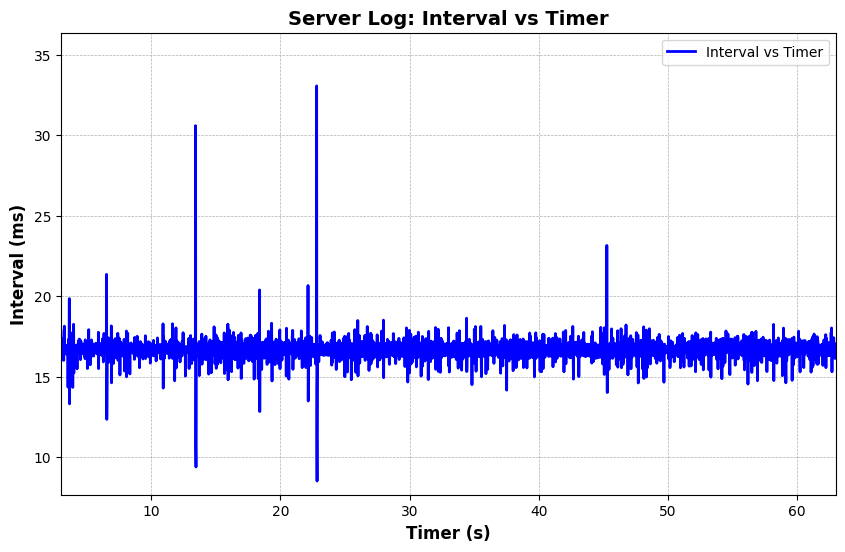 Server Log: Interval vs Timer
Interval vs Timer
35
30
25
20
15
10
Interval (ms)
10 20 30 40 50 60
Timer (s)